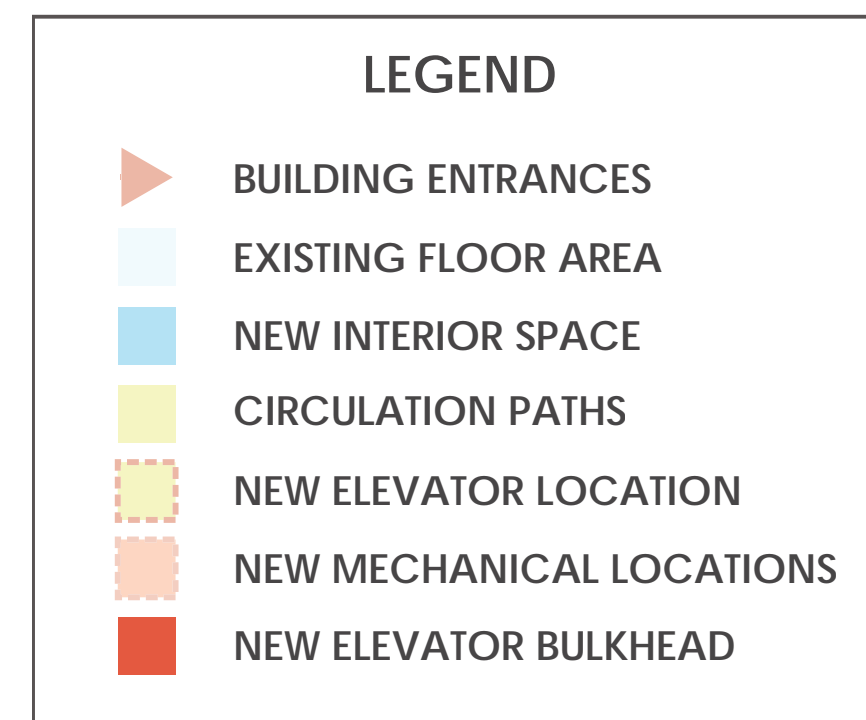 LEGEND
BUILDING ENTRANCES
EXISTING FLOOR AREA
NEW INTERIOR SPACE
CIRCULATION PATHS
NEW ELEVATOR LOCATION
NEW MECHANICAL LOCATIONS
NEW ELEVATOR BULKHEAD